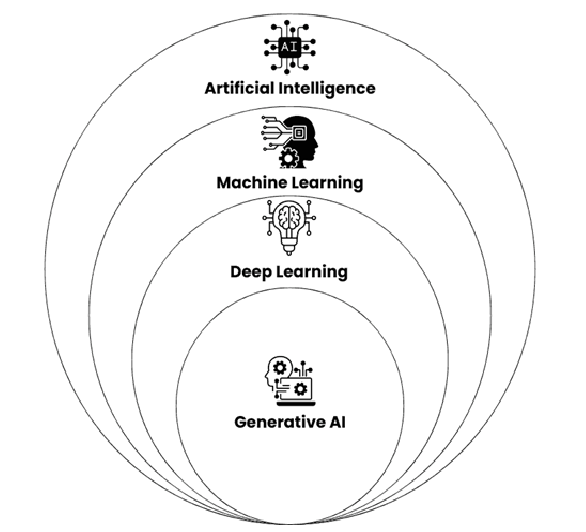 AI
Artificial Intelligence
Machine Learning
Deep Learning
Generative AI